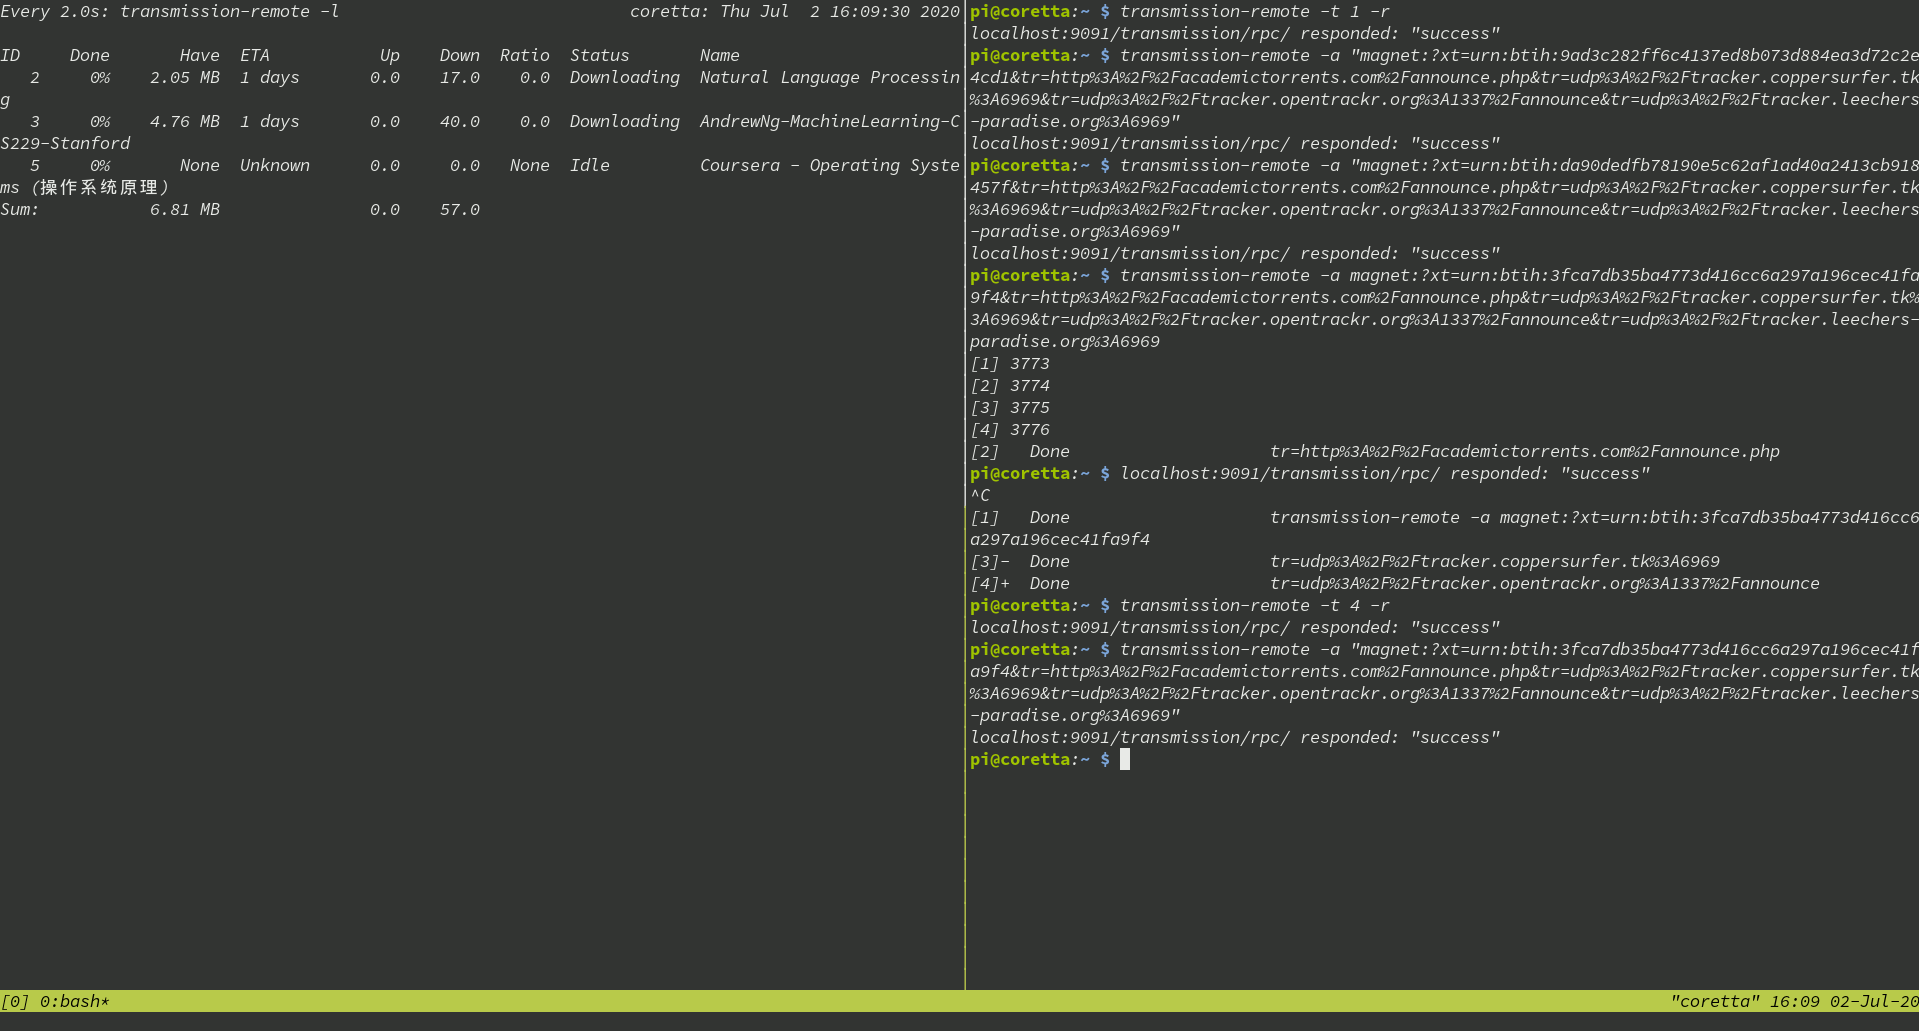 Every 2.0s: transmission-remote -l                             coretta: Thu Jul  2 16:09:30 2020
ID     Done       Have  ETA           Up    Down  Ratio  Status       Name
   2     0%    2.05 MB  1 days       0.0    17.0    0.0  Downloading  Natural Language Processin
g
   3     0%    4.76 MB  1 days       0.0    40.0    0.0  Downloading  AndrewNg-MachineLearning-C
S229-Stanford
   5     0%       None  Unknown      0.0     0.0   None  Idle         Coursera - Operating Syste
ms (操作系统原理)
Sum:           6.81 MB               0.0    57.0
pi@coretta:~ $ transmission-remote -t 1 -r
localhost:9091/transmission/rpc/ responded: "success"
pi@coretta:~ $ transmission-remote -a "magnet:?xt=urn:btih:9ad3c282ff6c4137ed8b073d884ea3d72c2e
4cd1&tr=http%3A%2F%2Facademictorrents.com%2Fannounce.php&tr=udp%3A%2F%2Ftracker.coppersurfer.tk
%3A6969&tr=udp%3A%2F%2Ftracker.opentrackr.org%3A1337%2Fannounce&tr=udp%3A%2F%2Ftracker.leechers
-paradise.org%3A6969"
localhost:9091/transmission/rpc/ responded: "success"
pi@coretta:~ $ transmission-remote -a "magnet:?xt=urn:btih:da90dedfb78190e5c62af1ad40a2413cb918
457f&tr=http%3A%2F%2Facademictorrents.com%2Fannounce.php&tr=udp%3A%2F%2Ftracker.coppersurfer.tk
%3A6969&tr=udp%3A%2F%2Ftracker.opentrackr.org%3A1337%2Fannounce&tr=udp%3A%2F%2Ftracker.leechers
-paradise.org%3A6969"
localhost:9091/transmission/rpc/ responded: "success"
pi@coretta:~ $ transmission-remote -a magnet:?xt=urn:btih:3fca7db35ba4773d416cc6a297a196cec41fa
9f4&tr=http%3A%2F%2Facademictorrents.com%2Fannounce.php&tr=udp%3A%2F%2Ftracker.coppersurfer.tk%
3A6969&tr=udp%3A%2F%2Ftracker.opentrackr.org%3A1337%2Fannounce&tr=udp%3A%2F%2Ftracker.leechers-
paradise.org%3A6969
[1] 3773
[2] 3774
[3] 3775
[4] 3776
[2]   Done                    tr=http%3A%2F%2Facademictorrents.com%2Fannounce.php
pi@coretta:~ $ localhost:9091/transmission/rpc/ responded: "success"
^C
[1]   Done                    transmission-remote -a magnet:?xt=urn:btih:3fca7db35ba4773d416cc6
a297a196cec41fa9f4
[3]-  Done                    tr=udp%3A%2F%2Ftracker.coppersurfer.tk%3A6969
[4]+  Done                    tr=udp%3A%2F%2Ftracker.opentrackr.org%3A1337%2Fannounce
pi@coretta:~ $ transmission-remote -t 4 -r
localhost:9091/transmission/rpc/ responded: "success"
pi@coretta:~ $ transmission-remote -a "magnet:?xt=urn:btih:3fca7db35ba4773d416cc6a297a196cec41f
a9f4&tr=http%3A%2F%2Facademictorrents.com%2Fannounce.php&tr=udp%3A%2F%2Ftracker.coppersurfer.tk
%3A6969&tr=udp%3A%2F%2Ftracker.opentrackr.org%3A1337%2Fannounce&tr=udp%3A%2F%2Ftracker.leechers
-paradise.org%3A6969"
localhost:9091/transmission/rpc/ responded: "success"
pi@coretta:~ $
[0] 0:bash*                                        "coretta" 16:09 02-Jul-20